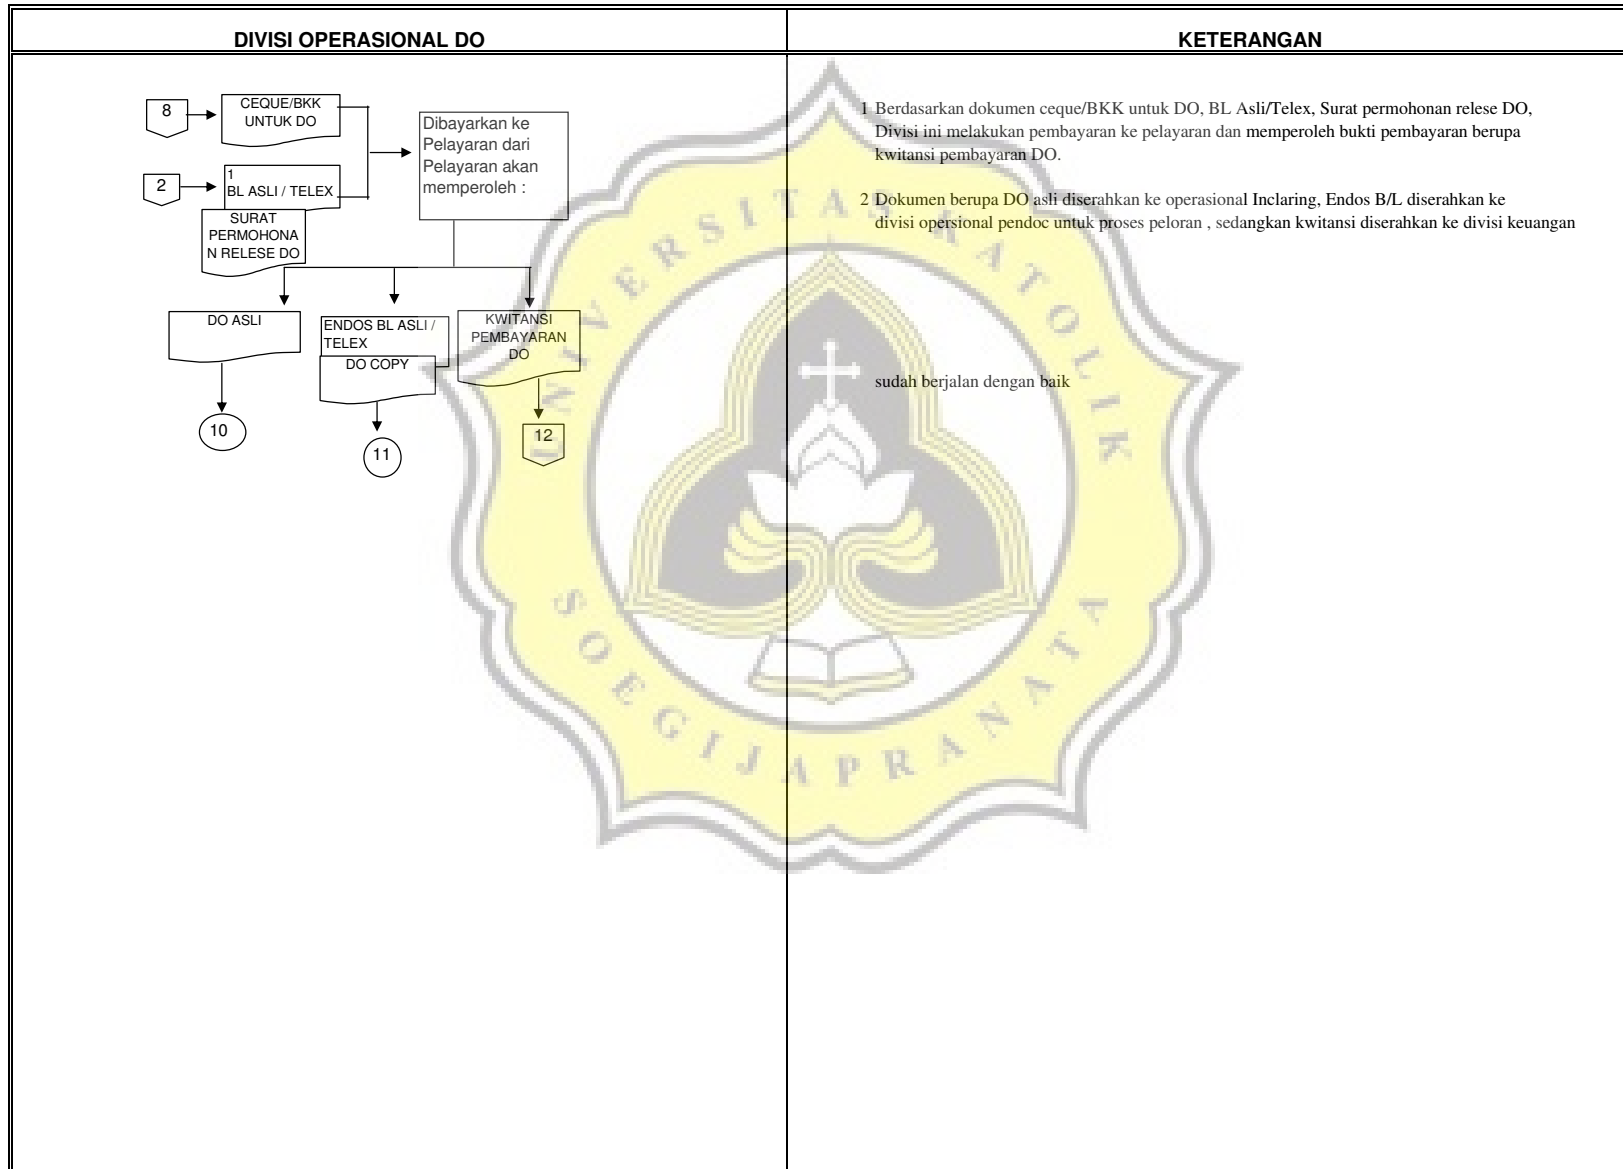 DIVISI OPERASIONAL DO
KETERANGAN
8
CEQUE/BKK
UNTUK DO
2
1
BL ASLI / TELEX
SURAT
PERMOHONA
N RELESE DO
Dibayarkan ke
Pelayaran dari
Pelayaran akan
memperoleh :
DO ASLI
ENDOS BL ASLI /
TELEX
DO COPY
KWITANSI
PEMBAYARAN
DO
10
11
12
1 Berdasarkan dokumen ceque/BKK untuk DO, BL Asli/Telex, Surat permohonan relese DO,
Divisi ini melakukan pembayaran ke pelayaran dan memperoleh bukti pembayaran berupa
kwitansi pembayaran DO.
2 Dokumen berupa DO asli diserahkan ke operasional Inclaring, Endos B/L diserahkan ke
divisi opersional pendoc untuk proses peloran , sedangkan kwitansi diserahkan ke divisi keuangan
sudah berjalan dengan baik
UNIVERSITAS KATOLIK
SOEGIJAPRANATA